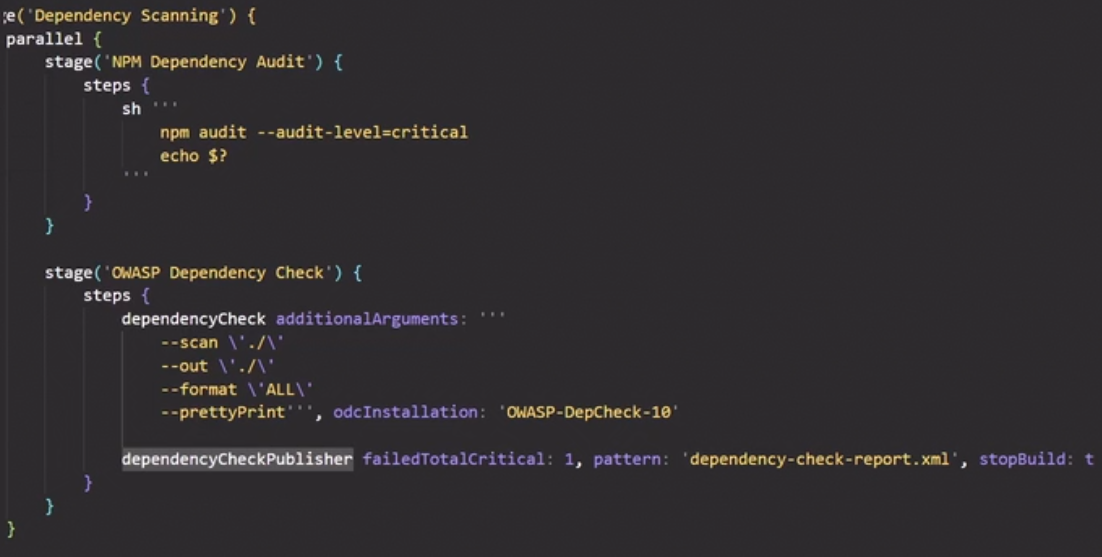 ge('Dependency Scanning') {
parallel {
stage('NPM Dependency Audit') {
steps {
sh '''
npm audit --audit-level=critical
echo $?
'''
}
}
stage('OWASP Dependency Check') {
steps {
dependencyCheck additionalArguments: '''
--scan \'./\'
--out \'./\'
--format \'ALL\'
--prettyPrint''', odcInstallation: 'OWASP-DepCheck-10'
dependencyCheckPublisher failedTotalCritical: 1, pattern: 'dependency-check-report.xml', stopBuild: t
}
}
}